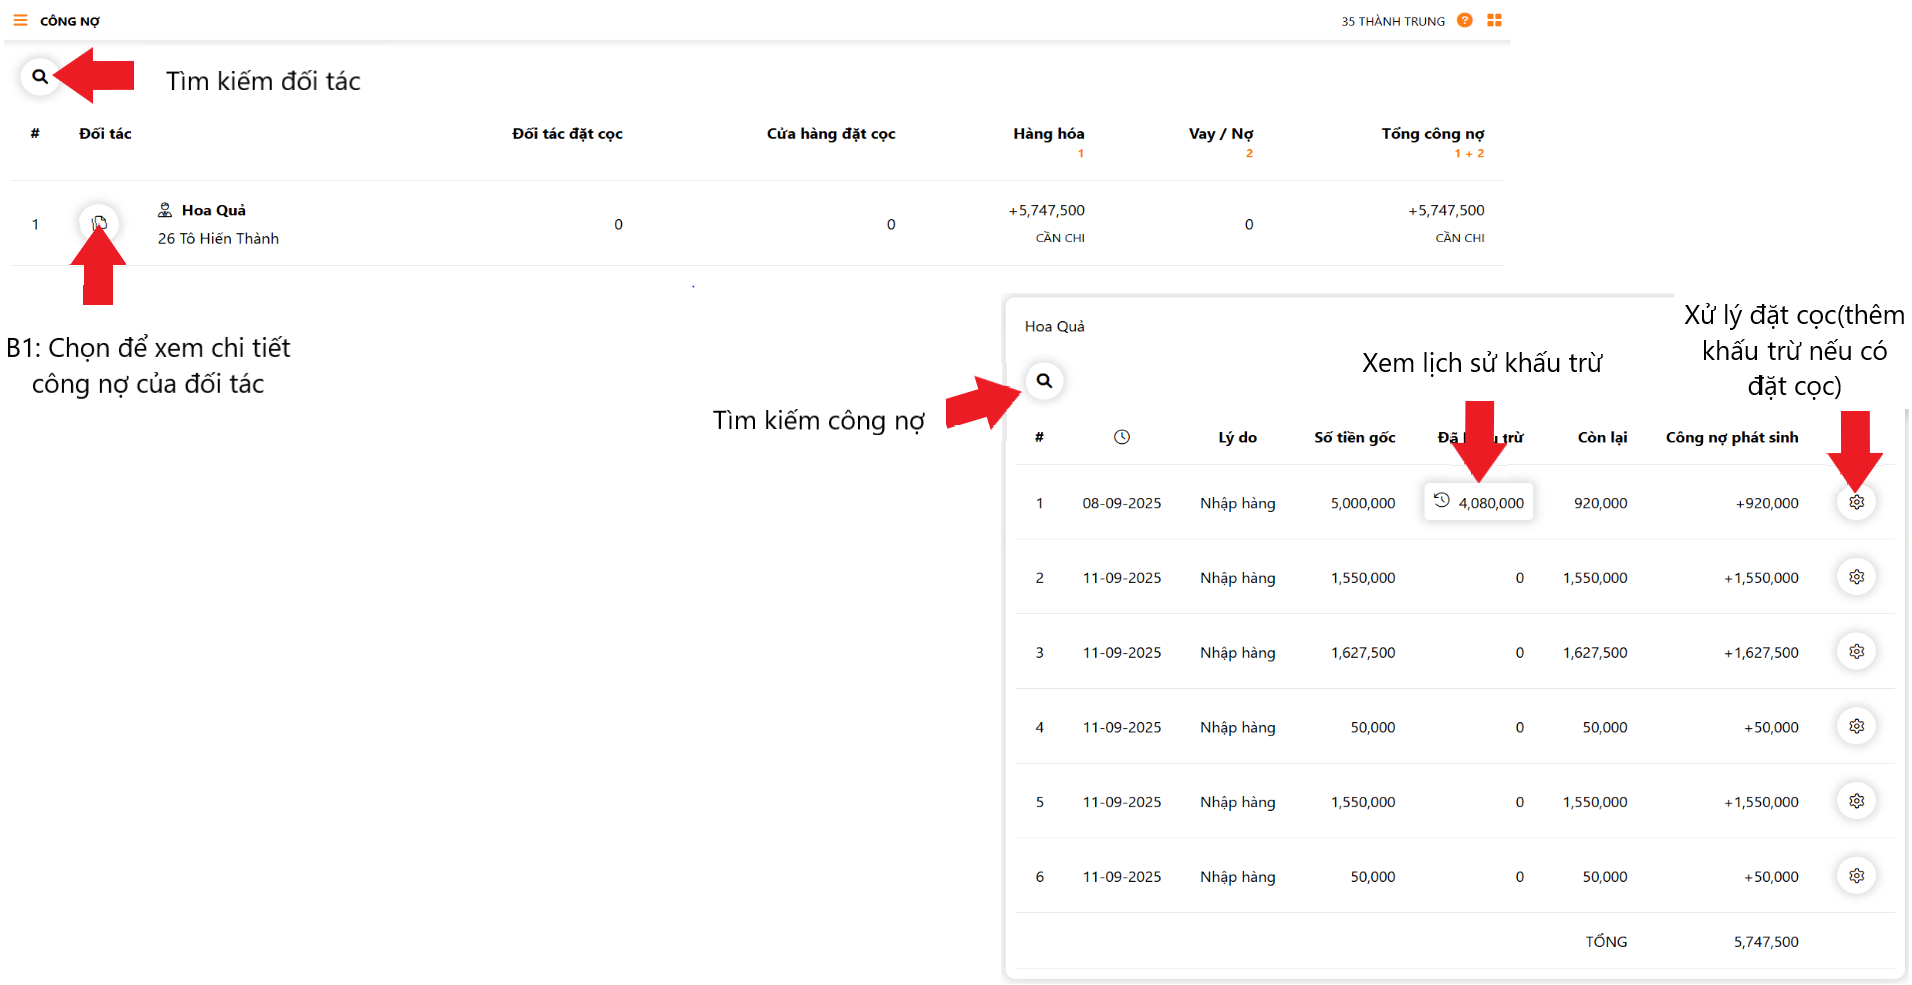 CÔNG NỢ
35 THÀNH TRUNG
Tìm kiếm đối tác
# Đối tác Đối tác đặt cọc Cửa hàng đặt cọc Hàng hóa Vay / Nợ Tổng công nợ
1 2 1 + 2
1 Hoa Quả 0 0 +5,747,500 0 +5,747,500
26 Tô Hiến Thành CẦN CHI CẦN CHI
B1: Chọn để xem chi tiết
công nợ của đối tác
Hoa Quả
Tìm kiếm công nợ
Xem lịch sử khấu trừ
Xử lý đặt cọc(thêm
khấu trừ nếu có
đặt cọc)
# Lý do Số tiền gốc Đã trừ Còn lại Công nợ phát sinh
1 08-09-2025 Nhập hàng 5,000,000 4,080,000 920,000 +920,000
2 11-09-2025 Nhập hàng 1,550,000 0 1,550,000 +1,550,000
3 11-09-2025 Nhập hàng 1,627,500 0 1,627,500 +1,627,500
4 11-09-2025 Nhập hàng 50,000 0 50,000 +50,000
5 11-09-2025 Nhập hàng 1,550,000 0 1,550,000 +1,550,000
6 11-09-2025 Nhập hàng 50,000 0 50,000 +50,000
TỔNG 5,747,500